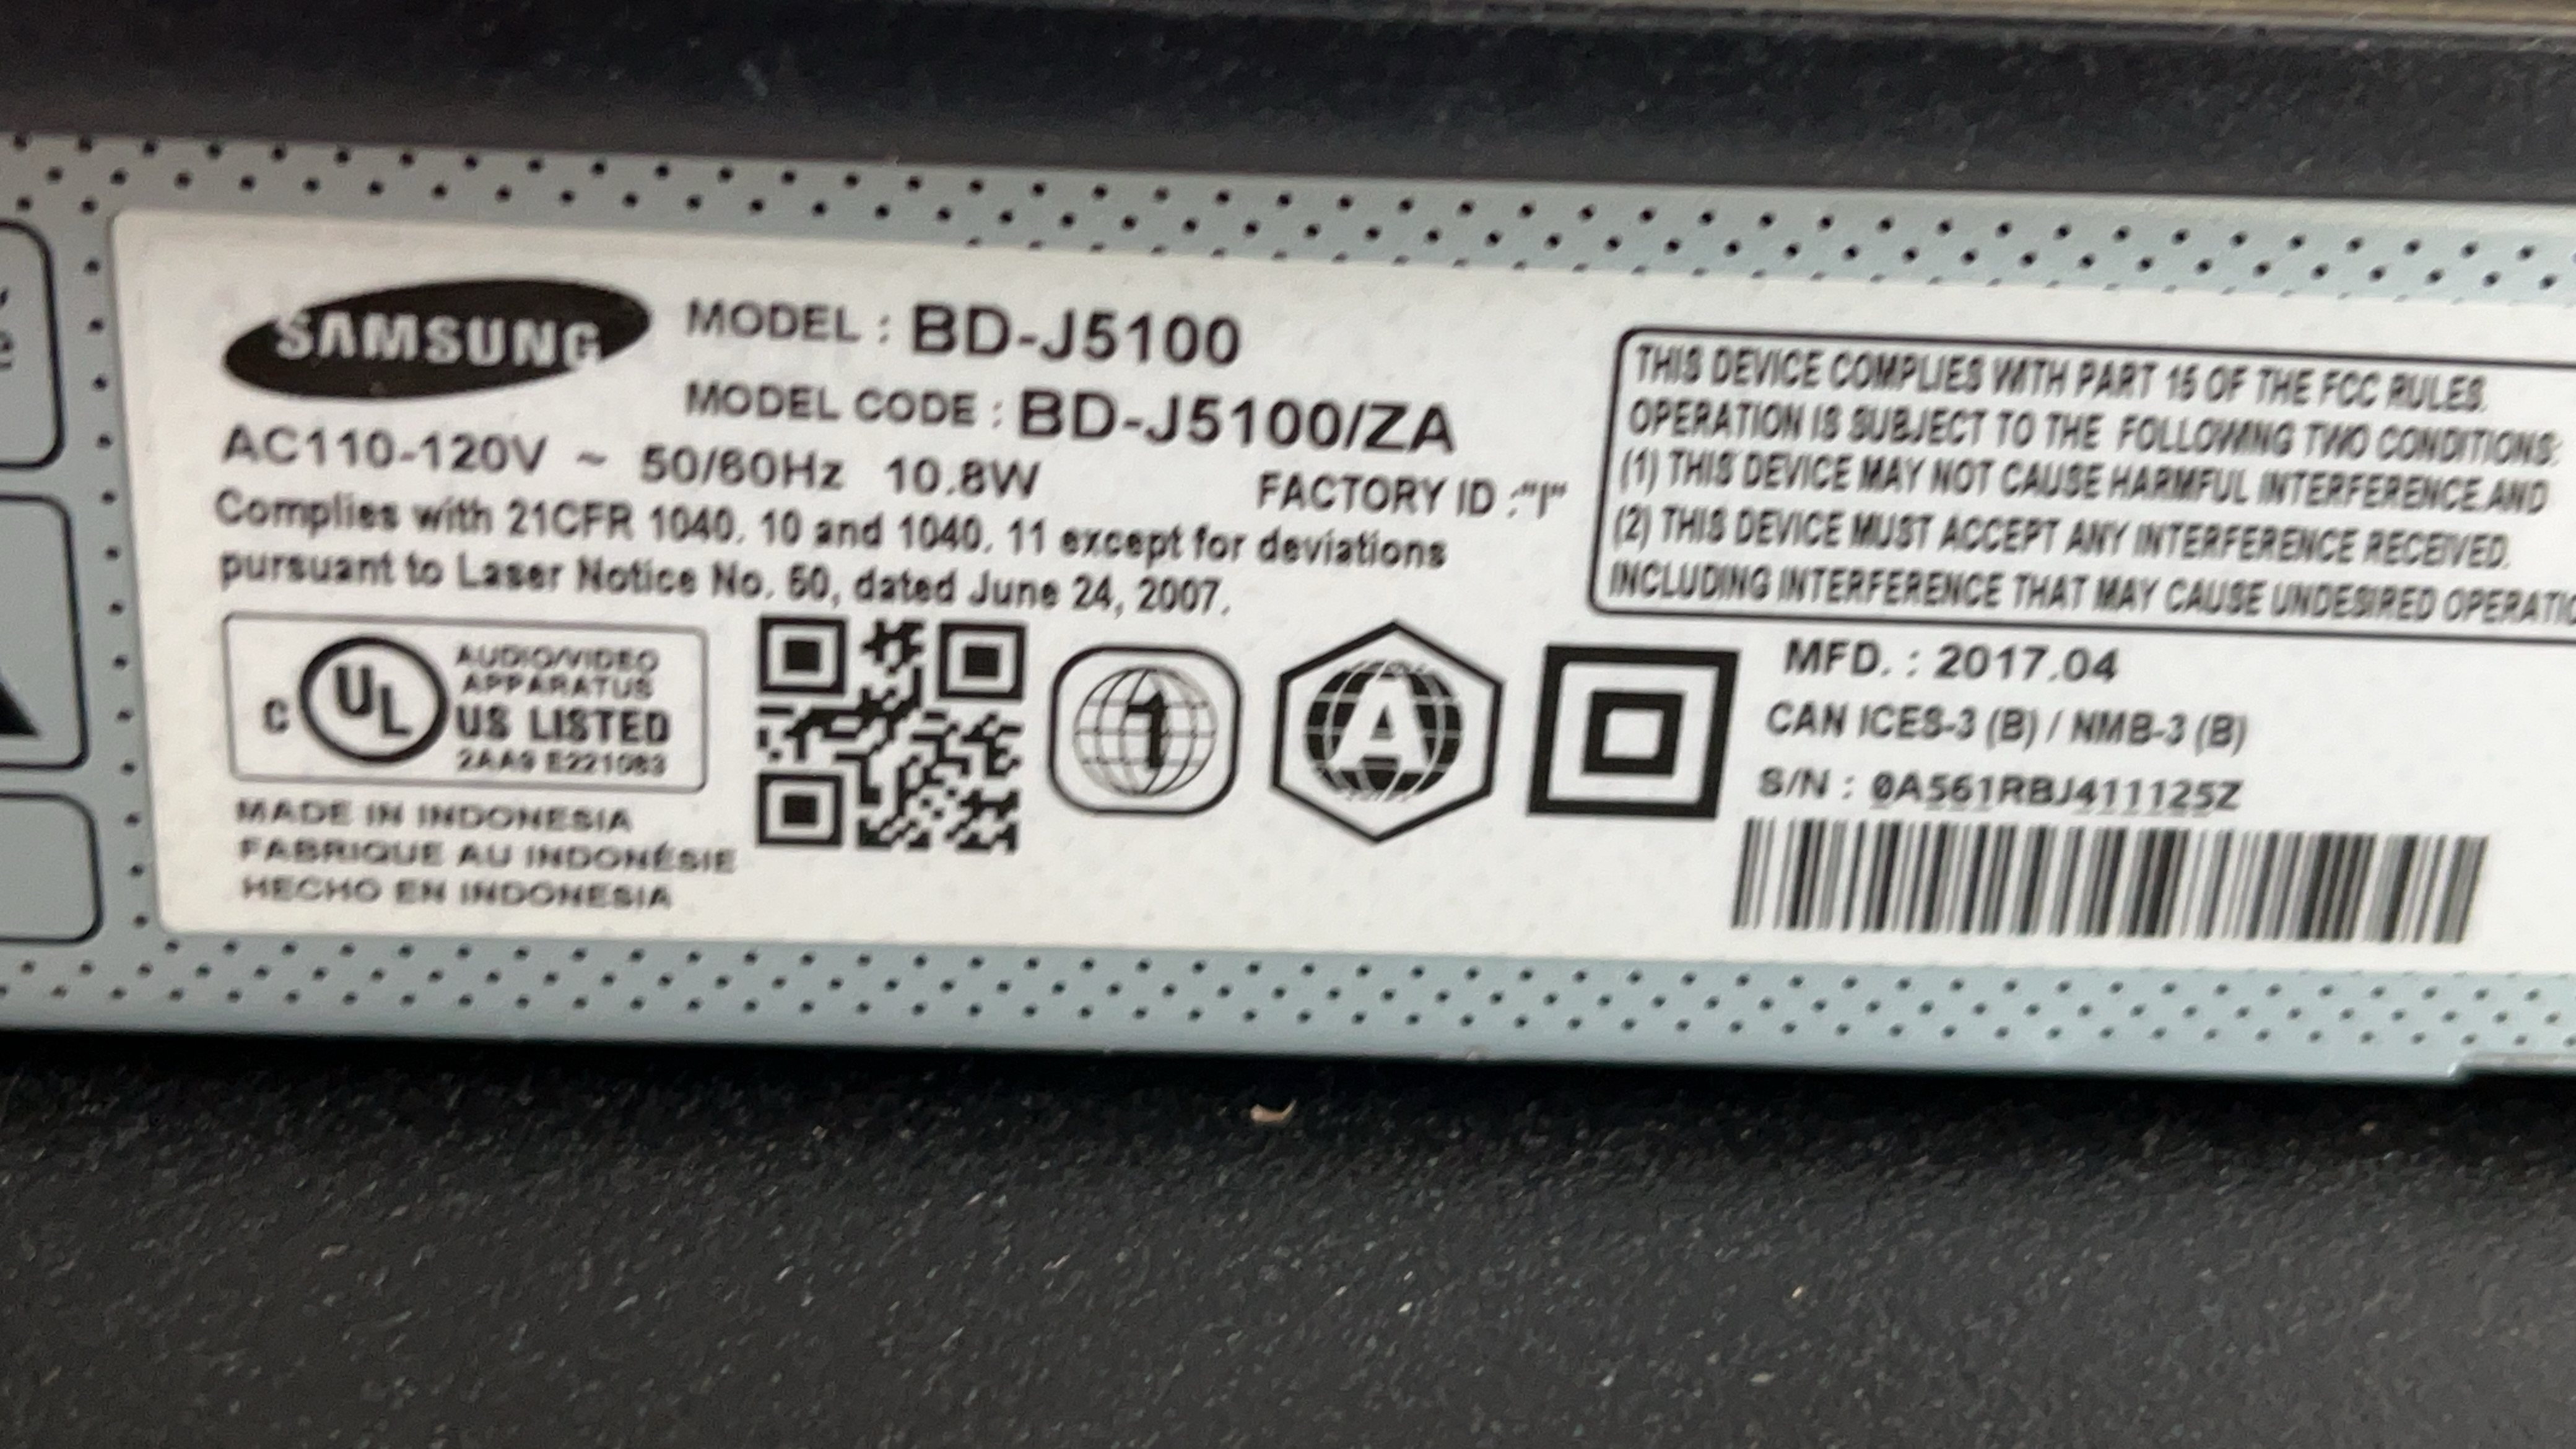 SAMSUNG
MODEL : BD-J5100
MODEL CODE : BD-J5100/ZA
AC110-120V ~ 50/60Hz 10.8W
FACTORY ID :"I"
Complies with 21CFR 1040. 10 and 1040. 11 except for deviations
pursuant to Laser Notice No. 50, dated June 24, 2007.
C UL AUDIO/VIDEO
APPARATUS
US LISTED
2AA9 E221083
MADE IN INDONESIA
FABRIQUE AU INDONÉSIE
HECHO EN INDONESIA
1
A
THIS DEVICE COMPLIES WITH PART 15 OF THE FCC RULES.
OPERATION IS SUBJECT TO THE FOLLOWING TWO CONDITIONS:
(1) THIS DEVICE MAY NOT CAUSE HARMFUL INTERFERENCE.AND
(2) THIS DEVICE MUST ACCEPT ANY INTERFERENCE RECEIVED.
INCLUDING INTERFERENCE THAT MAY CAUSE UNDESIRED OPERATIO
MFD. : 2017.04
CAN ICES-3 (B) / NMB-3 (B)
S/N : 0A561RBJ411125Z